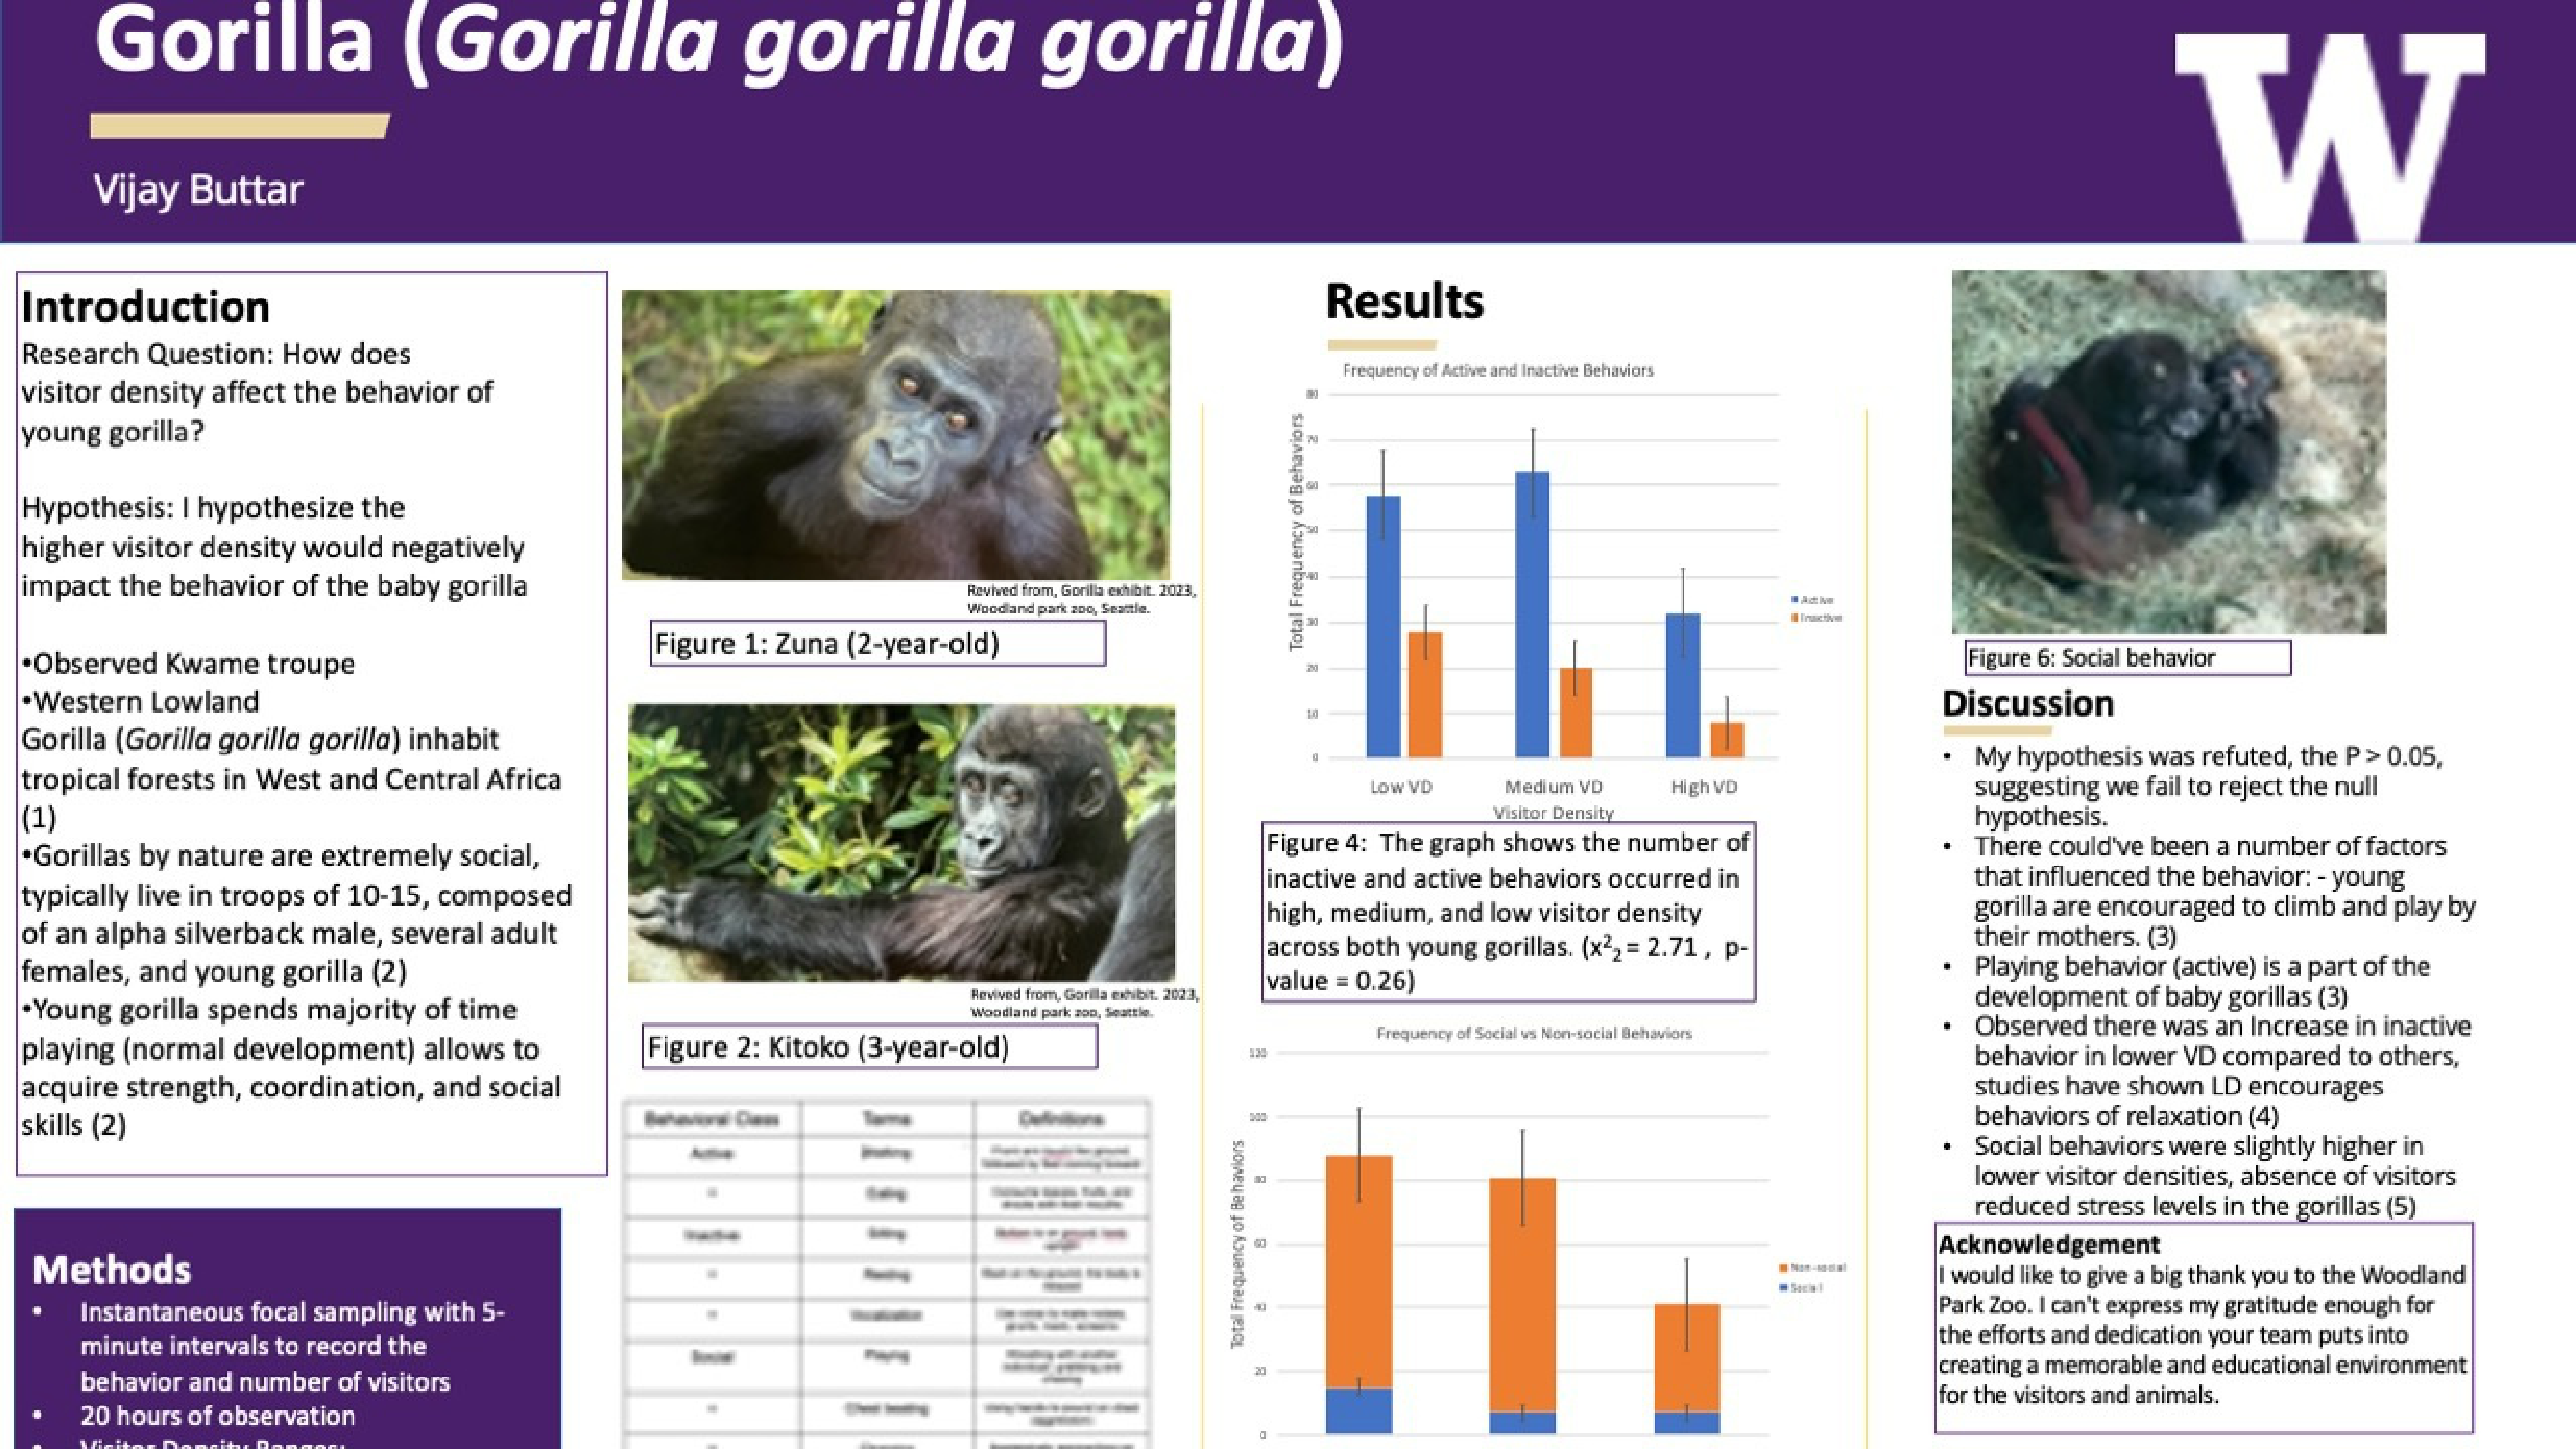 Gorilla (Gorilla gorilla gorilla)
Vijay Buttar
W
Introduction
Research Question: How does
visitor density affect the behavior of
young gorilla?
Hypothesis: I hypothesize the
higher visitor density would negatively
impact the behavior of the baby gorilla
•Observed Kwame troupe
•Western Lowland
Gorilla (Gorilla gorilla gorilla) inhabit
tropical forests in West and Central Africa
(1)
•Gorillas by nature are extremely social,
typically live in troops of 10-15, composed
of an alpha silverback male, several adult
females, and young gorilla (2)
•Young gorilla spends majority of time
playing (normal development) allows to
acquire strength, coordination, and social
skills (2)
Methods
• Instantaneous focal sampling with 5-
minute intervals to record the
behavior and number of visitors
• 20 hours of observation
• Visitor Density Ranges:
Revived from, Gorilla exhibit. 2023,
Woodland park zoo, Seattle.
Figure 1: Zuna (2-year-old)
Revived from, Gorilla exhibit. 2023,
Woodland park zoo, Seattle.
Figure 2: Kitoko (3-year-old)
Behavioral Class Terms Definitions
Active
Eating
Inactive Sitting
Resting
Vocalization
Social Playing
Chest beating
Results
Frequency of Active and Inactive Behaviors
Total Frequency of Behaviors
80
70
60
50
40
30
20
10
0
Low VD Medium VD High VD
Visitor Density
Active
Inactive
Figure 4: The graph shows the number of
inactive and active behaviors occurred in
high, medium, and low visitor density
across both young gorillas. (x²₂ = 2.71 , p-
value = 0.26)
Frequency of Social vs Non-social Behaviors
Total Frequency of Behaviors
120
100
80
60
40
20
0
Non-social
Social
Figure 6: Social behavior
Discussion
• My hypothesis was refuted, the P > 0.05,
suggesting we fail to reject the null
hypothesis.
• There could've been a number of factors
that influenced the behavior: - young
gorilla are encouraged to climb and play by
their mothers. (3)
• Playing behavior (active) is a part of the
development of baby gorillas (3)
• Observed there was an Increase in inactive
behavior in lower VD compared to others,
studies have shown LD encourages
behaviors of relaxation (4)
• Social behaviors were slightly higher in
lower visitor densities, absence of visitors
reduced stress levels in the gorillas (5)
Acknowledgement
I would like to give a big thank you to the Woodland
Park Zoo. I can't express my gratitude enough for
the efforts and dedication your team puts into
creating a memorable and educational environment
for the visitors and animals.